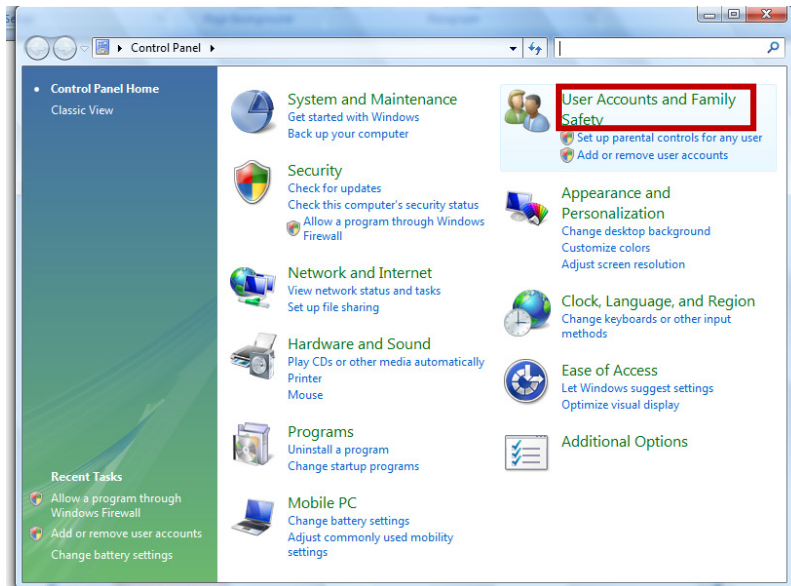 Page Background
Paragraph
Control Panel
Control Panel Home
Classic View
System and Maintenance
Get started with Windows
Back up your computer
Security
Check for updates
Check this computer's security status
Allow a program through Windows
Firewall
Network and Internet
View network status and tasks
Set up file sharing
Hardware and Sound
Play CDs or other media automatically
Printer
Mouse
Programs
Uninstall a program
Change startup programs
Mobile PC
Change battery settings
Adjust commonly used mobility
settings
User Accounts and Family
Safety
Set up parental controls for any user
Add or remove user accounts
Appearance and
Personalization
Change desktop background
Customize colors
Adjust screen resolution
Clock, Language, and Region
Change keyboards or other input
methods
Ease of Access
Let Windows suggest settings
Optimize visual display
Additional Options
Recent Tasks
Allow a program through
Windows Firewall
Add or remove user accounts
Change battery settings